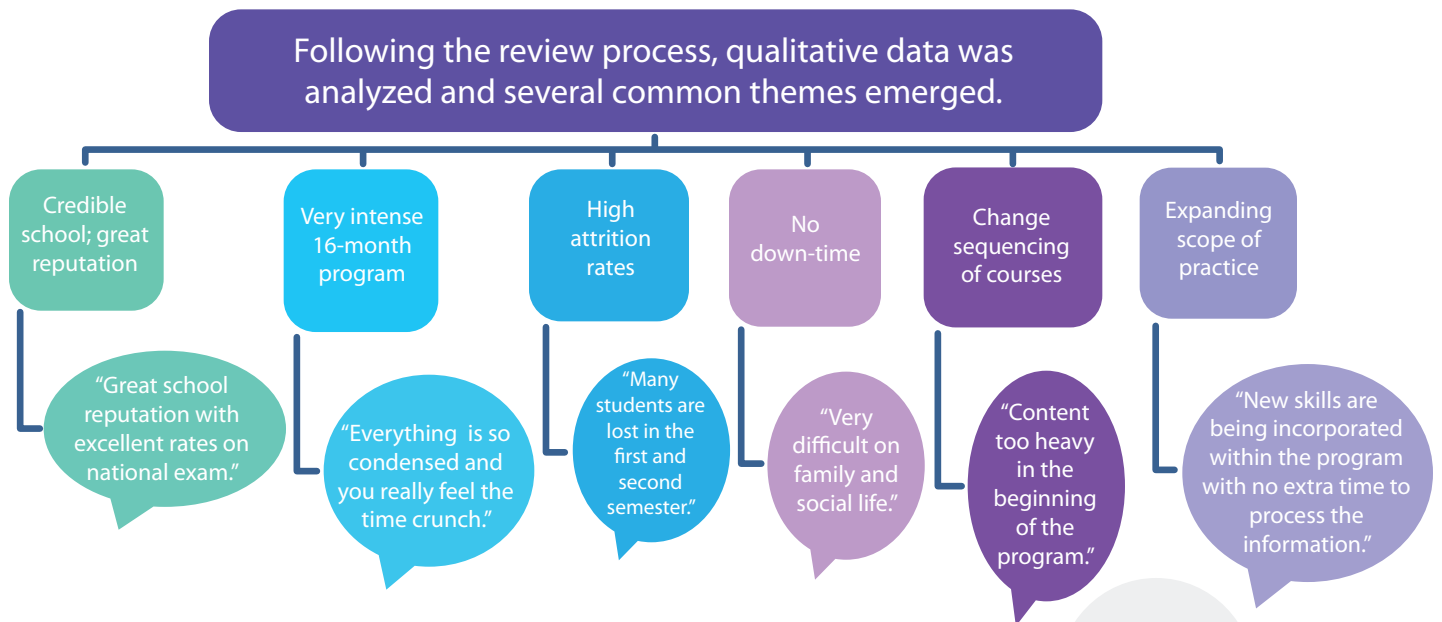 Following the review process, qualitative data was
analyzed and several common themes emerged.
Credible
school; great
reputation
Very intense
16-month
program
High
attrition
rates
No
down-time
Change
sequencing
of courses
Expanding
scope of
practice
“Great school
reputation with
excellent rates on
national exam.”
“Everything is so
condensed and
you really feel the
time crunch.”
“Many
students are
lost in the
first and
second
semester.”
“Very
difficult on
family and
social life.”
“Content
too heavy
in the
beginning
of the
program.”
“New skills are
being incorporated
within the program
with no extra time to
process the
information.”